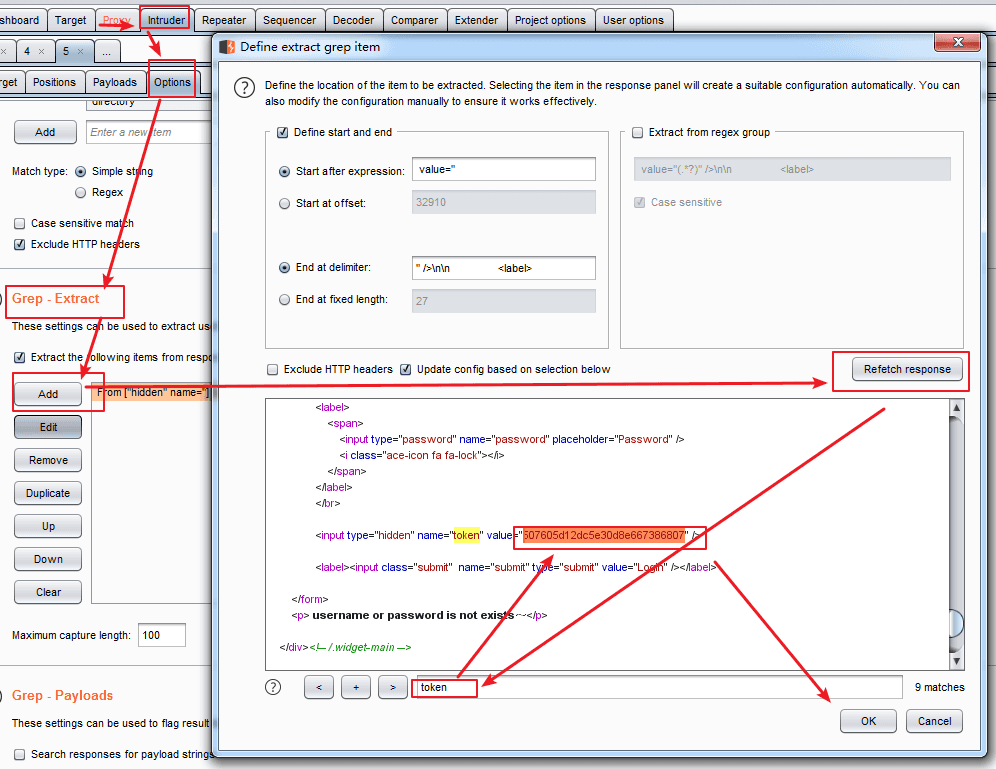 shboard Target Proxy Intruder Repeater Sequencer Decoder Comparer Extender Project options User options
× 4 × 5 × ...
rget Positions Payloads Options
directory
Add Enter a new item
Match type: Simple string
Regex
Case sensitive match
Exclude HTTP headers
Grep - Extract
These settings can be used to extract
Extract the following items from
Add
From ["hidden" name="]
Edit
Remove
Duplicate
Up
Down
Clear
Maximum capture length: 100
Grep - Payloads
These settings can be used to flag result
Search responses for payload strings
Define extract grep item
? Define the location of the item to be extracted. Selecting the item in the response panel will create a suitable configuration automatically. You can
also modify the configuration manually to ensure it works effectively.
Define start and end
Start after expression: value="
Start at offset: 32910
End at delimiter: " />\n\n <label>
End at fixed length: 27
Extract from regex group
value="(.*?)" />\n\n <label>
Case sensitive
Exclude HTTP headers Update config based on selection below
Refetch response
<label>
<span>
<input type="password" name="password" placeholder="Password" />
<i class="ace-icon fa fa-lock"></i>
</span>
</label>
</br>
<input type="hidden" name="token" value="507605d12dc5e30d8e667386807" />
<label><input class="submit" name="submit" type="submit" value="Login" /></label>
</form>
<p> username or password is not exists~~</p>
</div><!-- /.widget-main -->
? < + > token 9 matches
OK Cancel